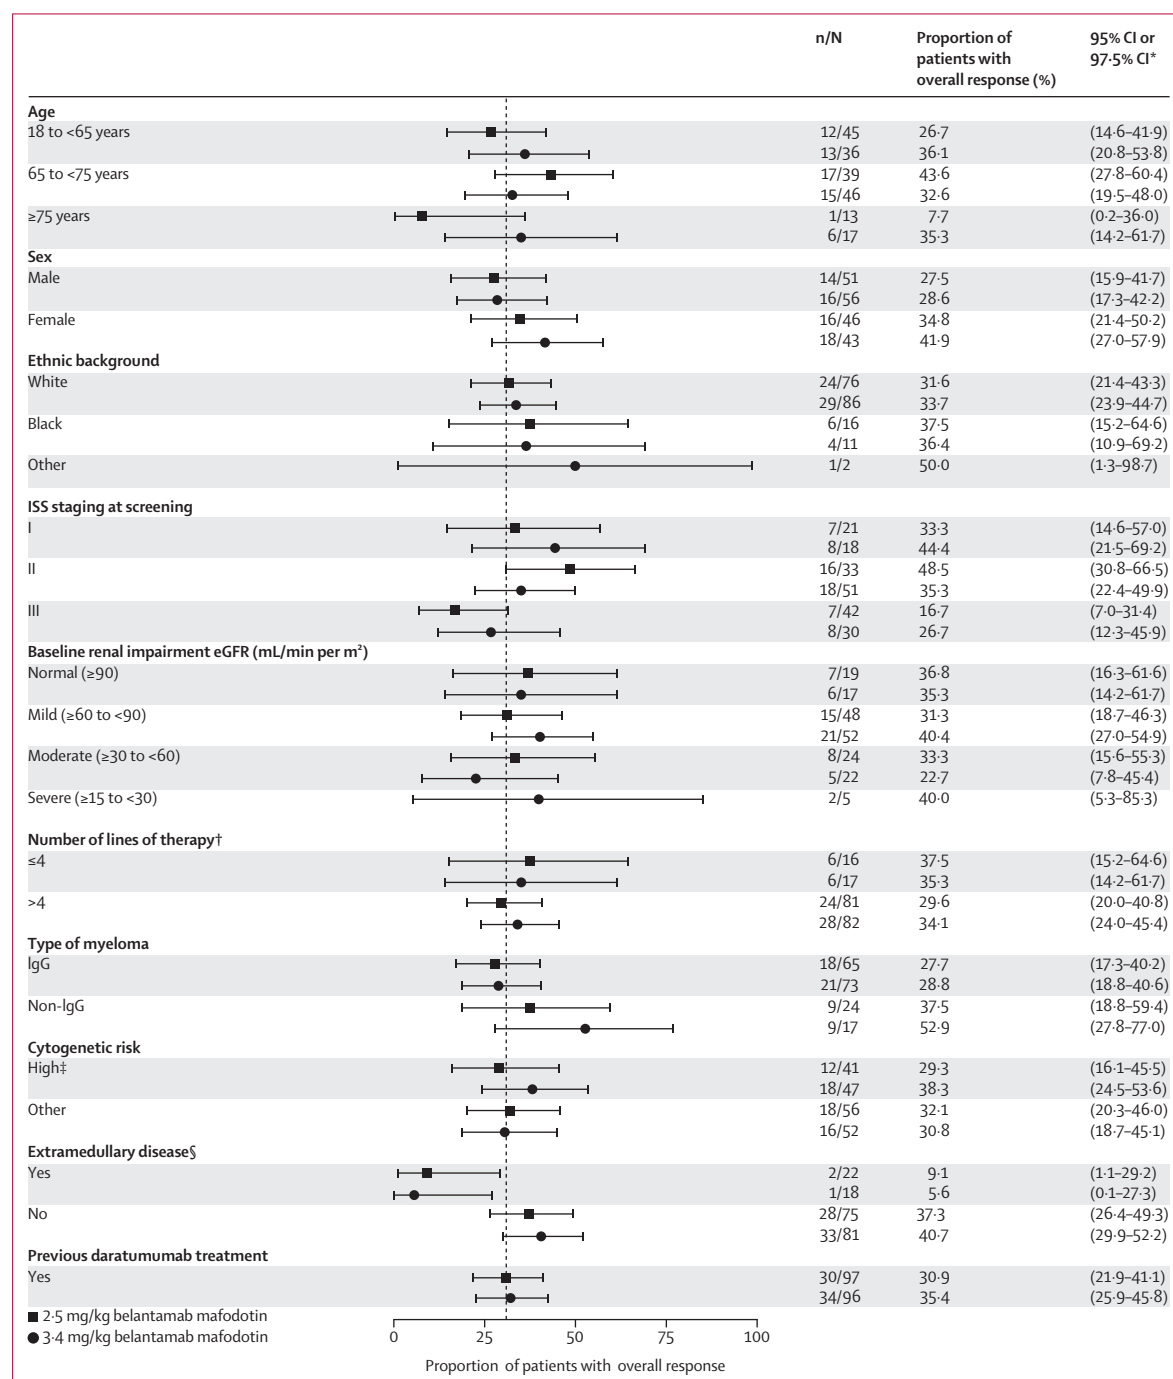 n/N Proportion of 95% CI or
patients with 97·5% CI*
overall response (%)
Age
18 to <65 years 12/45 26·7 (14·6–41·9)
13/36 36·1 (20·8–53·8)
65 to <75 years 17/39 43·6 (27·8–60·4)
15/46 32·6 (19·5–48·0)
≥75 years 1/13 7·7 (0·2–36·0)
6/17 35·3 (14·2–61·7)
Sex
Male 14/51 27·5 (15·9–41·7)
16/56 28·6 (17·3–42·2)
Female 16/46 34·8 (21·4–50·2)
18/43 41·9 (27·0–57·9)
Ethnic background
White 24/76 31·6 (21·4–43·3)
29/86 33·7 (23·9–44·7)
Black 6/16 37·5 (15·2–64·6)
4/11 36·4 (10·9–69·2)
Other 1/2 50·0 (1·3–98·7)
ISS staging at screening
I 7/21 33·3 (14·6–57·0)
8/18 44·4 (21·5–69·2)
II 16/33 48·5 (30·8–66·5)
18/51 35·3 (22·4–49·9)
III 7/42 16·7 (7·0–31·4)
8/30 26·7 (12·3–45·9)
Baseline renal impairment eGFR (mL/min per m²)
Normal (≥90) 7/19 36·8 (16·3–61·6)
6/17 35·3 (14·2–61·7)
Mild (≥60 to <90) 15/48 31·3 (18·7–46·3)
21/52 40·4 (27·0–54·9)
Moderate (≥30 to <60) 8/24 33·3 (15·6–55·3)
5/22 22·7 (7·8–45·4)
Severe (≥15 to <30) 2/5 40·0 (5·3–85·3)
Number of lines of therapy†
≤4 6/16 37·5 (15·2–64·6)
6/17 35·3 (14·2–61·7)
>4 24/81 29·6 (20·0–40·8)
28/82 34·1 (24·0–45·4)
Type of myeloma
IgG 18/65 27·7 (17·3–40·2)
21/73 28·8 (18·8–40·6)
Non-IgG 9/24 37·5 (18·8–59·4)
9/17 52·9 (27·8–77·0)
Cytogenetic risk
High‡ 12/41 29·3 (16·1–45·5)
18/47 38·3 (24·5–53·6)
Other 18/56 32·1 (20·3–46·0)
16/52 30·8 (18·7–45·1)
Extramedullary disease§
Yes 2/22 9·1 (1·1–29·2)
1/18 5·6 (0·1–27·3)
No 28/75 37·3 (26·4–49·3)
33/81 40·7 (29·9–52·2)
Previous daratumumab treatment
Yes 30/97 30·9 (21·9–41·1)
34/96 35·4 (25·9–45·8)
2·5 mg/kg belantamab mafodotin
3·4 mg/kg belantamab mafodotin
0 25 50 75 100
Proportion of patients with overall response